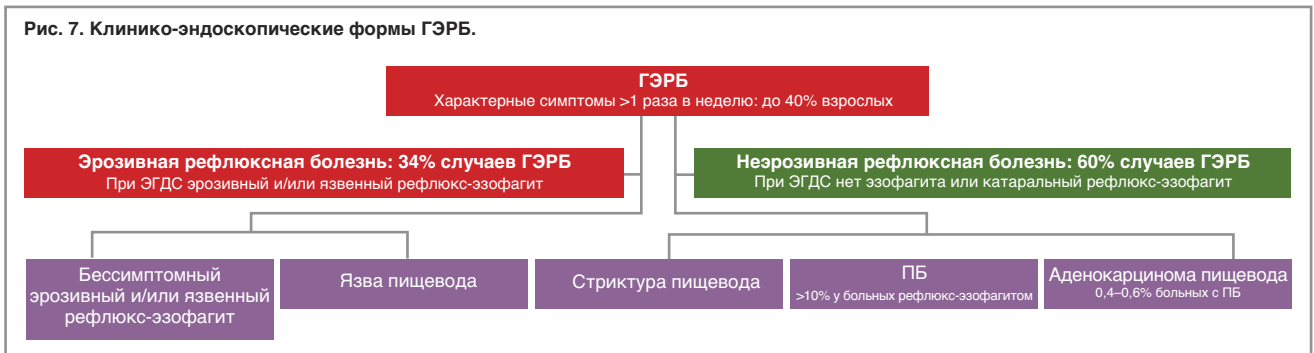 Рис. 7. Клинико-эндоскопические формы ГЭРБ.
ГЭРБ
Характерные симптомы >1 раза в неделю: до 40% взрослых
Эрозивная рефлюксная болезнь: 34% случаев ГЭРБ
При ЭГДС эрозивный и/или язвенный рефлюкс-эзофагит
Неэрозивная рефлюксная болезнь: 60% случаев ГЭРБ
При ЭГДС нет эзофагита или катаральный рефлюкс-эзофагит
Бессимптомный
эрозивный и/или язвенный
рефлюкс-эзофагит
Язва пищевода
Стриктура пищевода
ПБ
>10% у больных рефлюкс-эзофагитом
Аденокарцинома пищевода
0,4–0,6% больных с ПБ